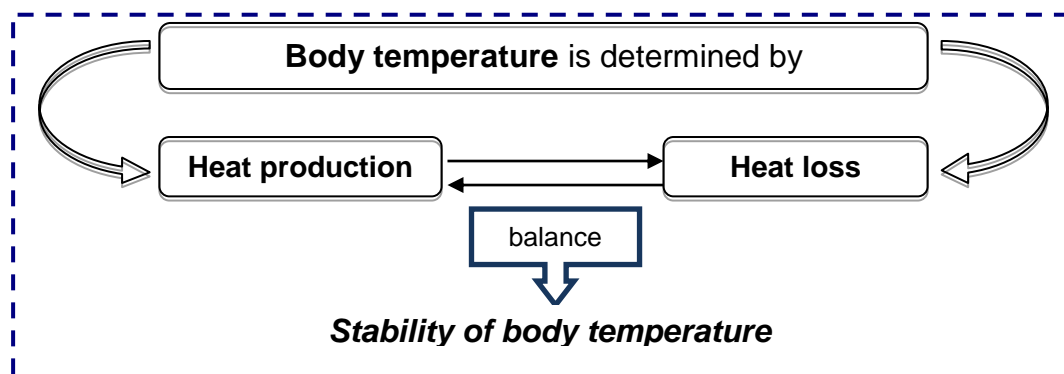 Body temperature is determined by
Heat production Heat loss
balance
Stability of body temperature